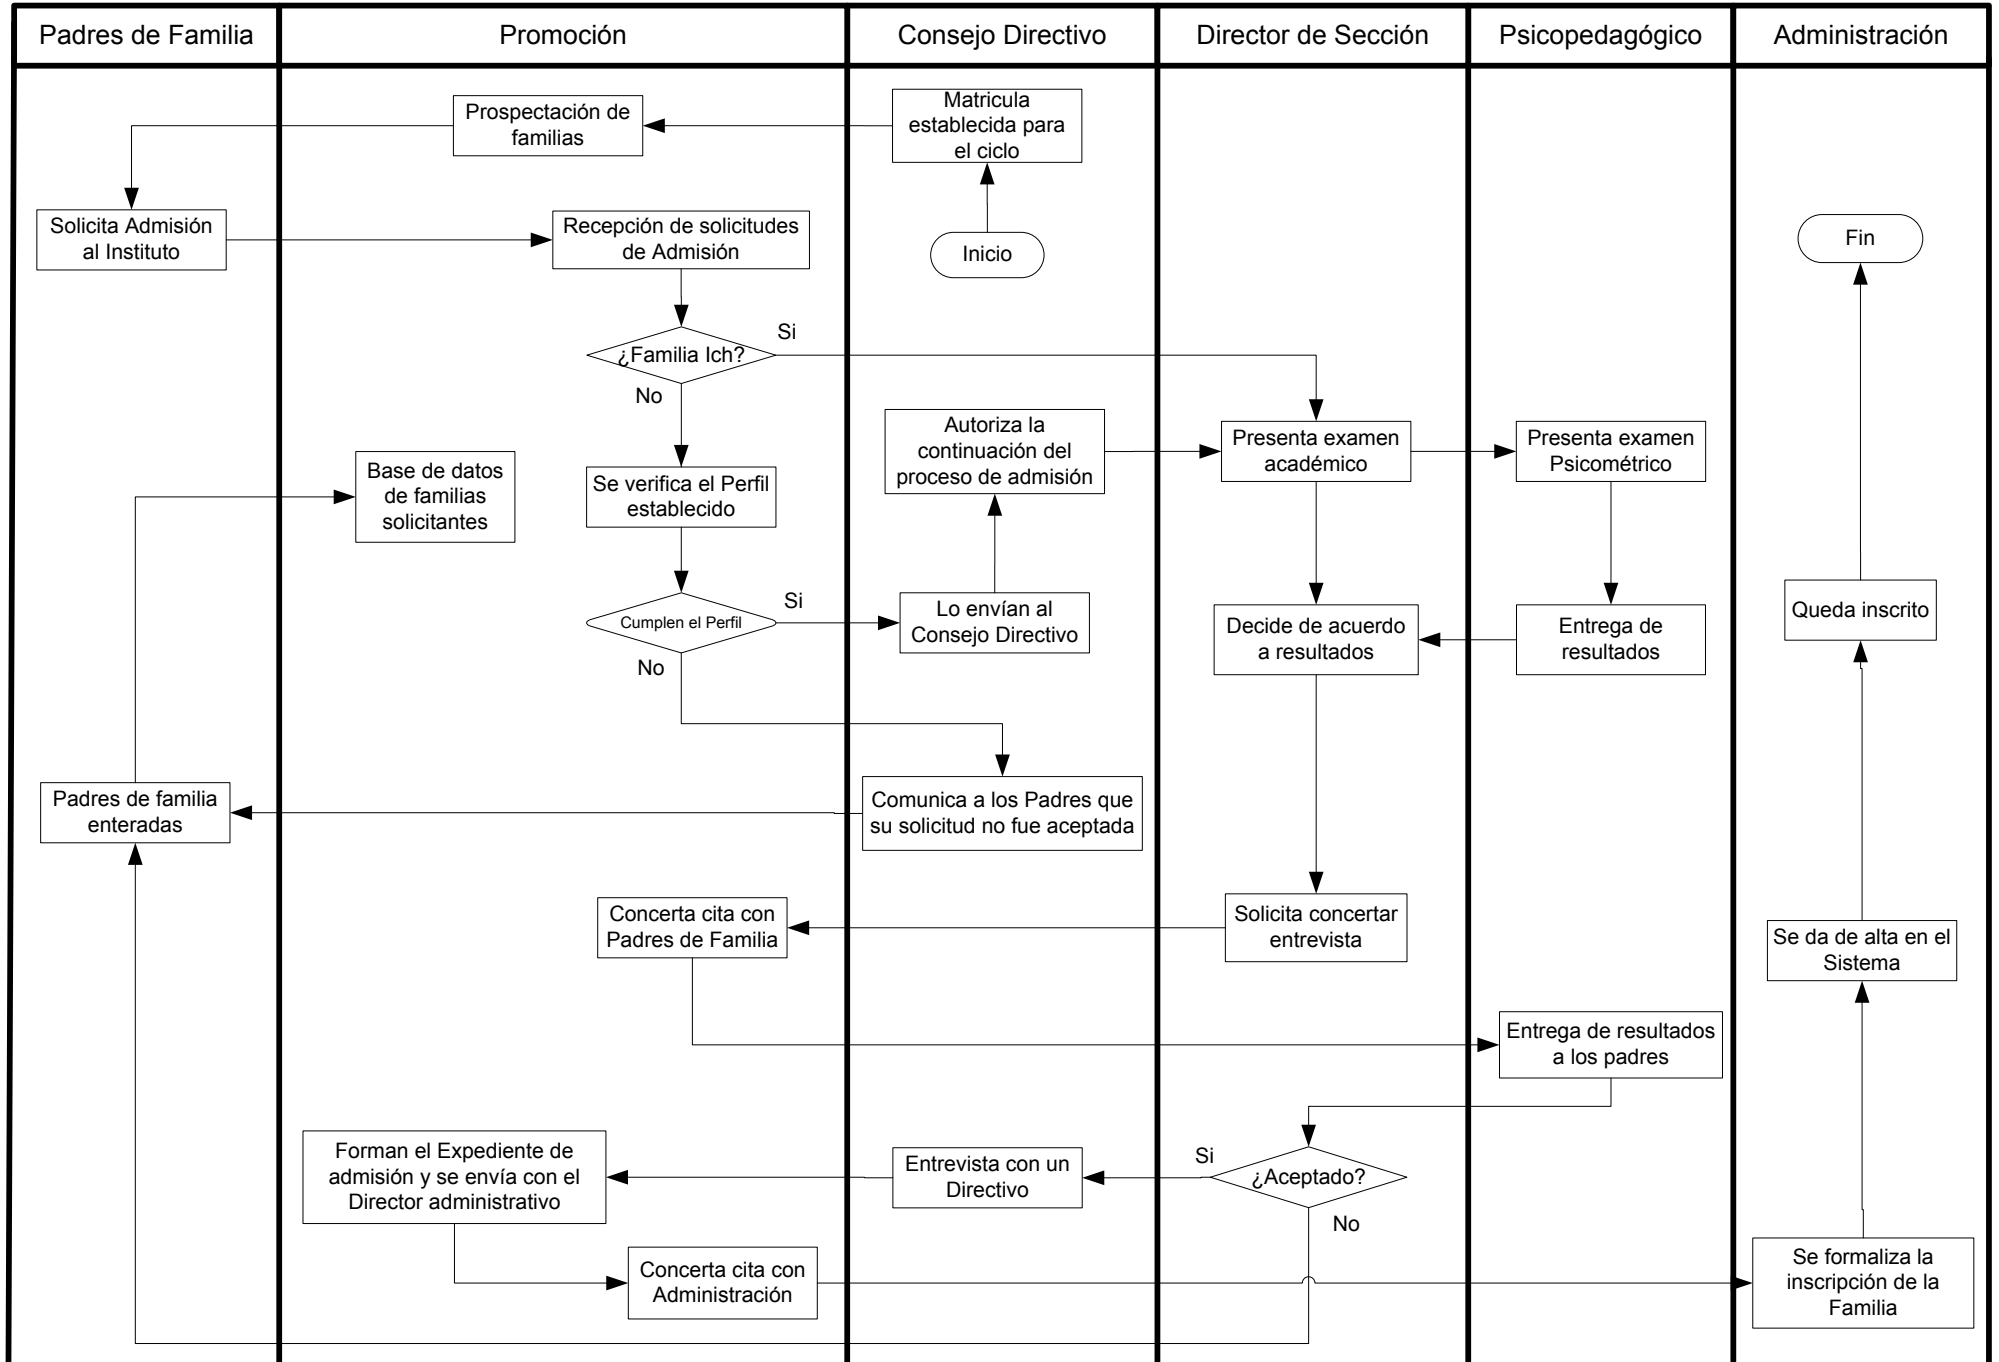 Padres de Familia
Promoción
Consejo Directivo
Director de Sección
Psicopedagógico
Administración
Prospectación de
familias
Matricula
establecida para
el ciclo
Solicita Admisión
al Instituto
Recepción de solicitudes
de Admisión
Inicio
Fin
¿Familia Ich?
Si
No
Base de datos
de familias
solicitantes
Se verifica el Perfil
establecido
Autoriza la
continuación del
proceso de admisión
Presenta examen
académico
Presenta examen
Psicométrico
Cumplen el Perfil
Si
No
Lo envían al
Consejo Directivo
Decide de acuerdo
a resultados
Entrega de
resultados
Queda inscrito
Padres de familia
enteradas
Comunica a los Padres que
su solicitud no fue aceptada
Concerta cita con
Padres de Familia
Solicita concertar
entrevista
Se da de alta en el
Sistema
Entrega de resultados
a los padres
Forman el Expediente de
admisión y se envía con el
Director administrativo
Entrevista con un
Directivo
Si
¿Aceptado?
No
Concerta cita con
Administración
Se formaliza la
inscripción de la
Familia